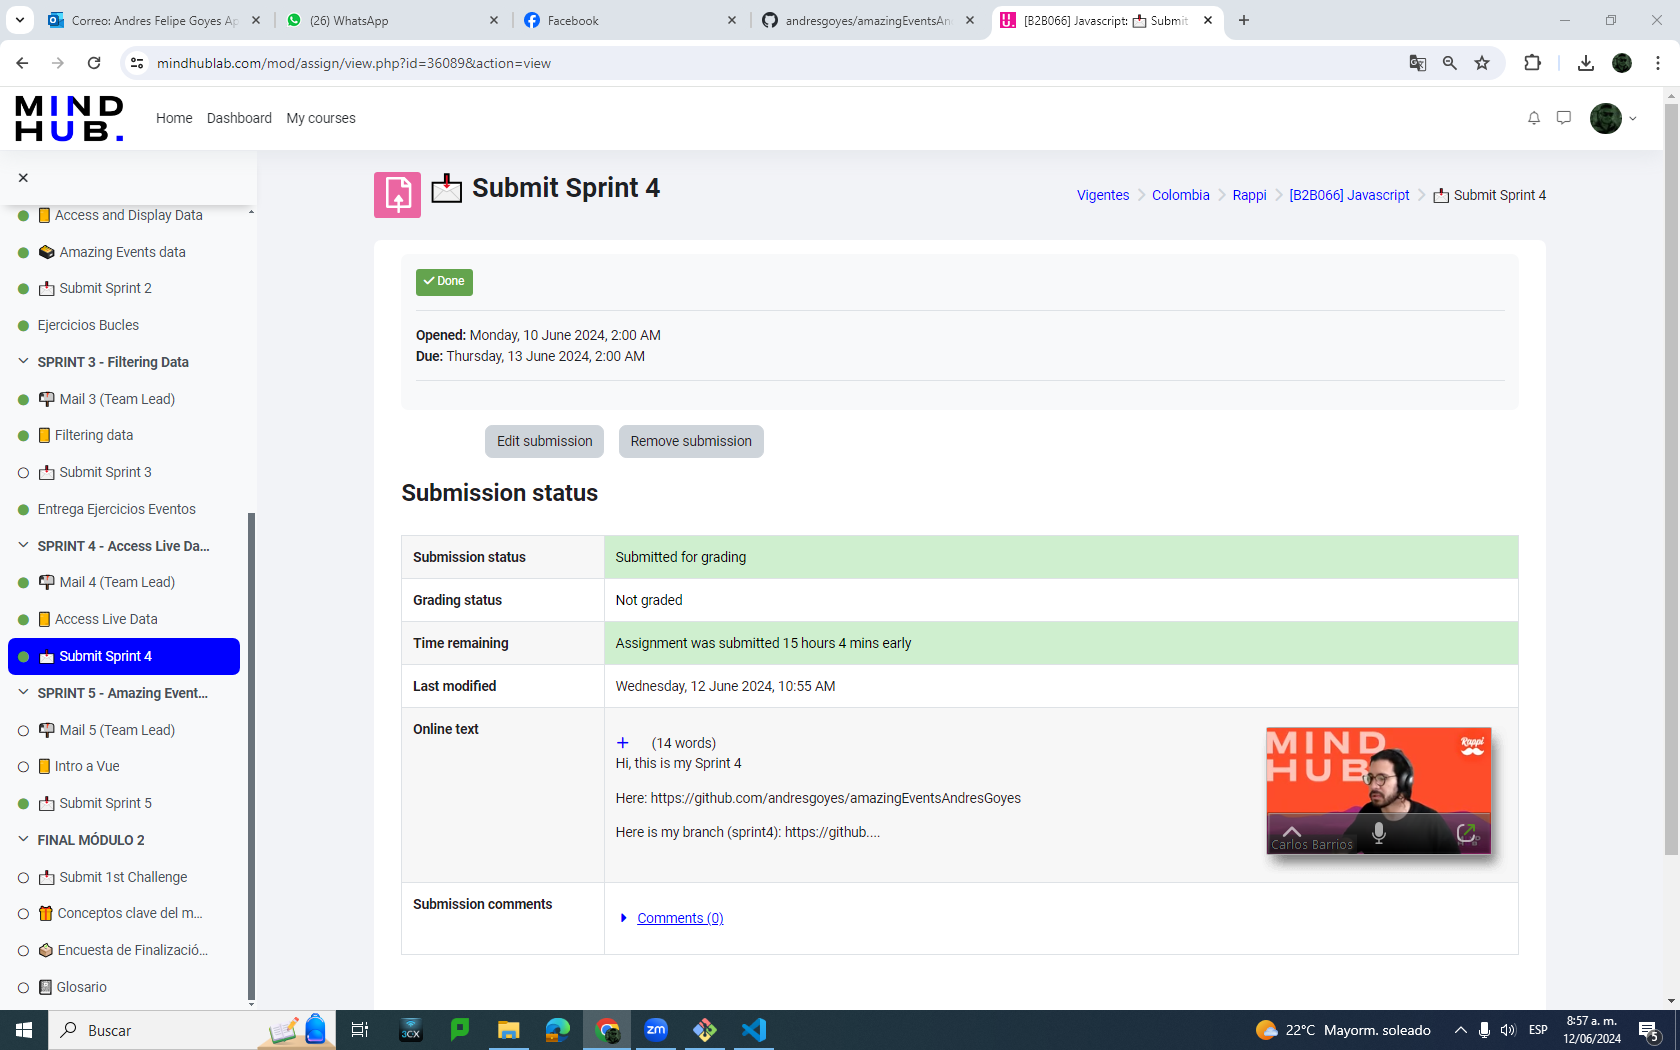 Correo: Andres Felipe Goyes Ap
(26) WhatsApp
Facebook
andresgoyes/amazingEventsAn
[B2B066] Javascript: 📩 Submit
mindhublab.com/mod/assign/view.php?id=36089&action=view
MIND
HUB.
Home
Dashboard
My courses
Access and Display Data
Amazing Events data
Submit Sprint 2
Ejercicios Bucles
SPRINT 3 - Filtering Data
Mail 3 (Team Lead)
Filtering data
Submit Sprint 3
Entrega Ejercicios Eventos
SPRINT 4 - Access Live Da...
Mail 4 (Team Lead)
Access Live Data
Submit Sprint 4
SPRINT 5 - Amazing Event...
Mail 5 (Team Lead)
Intro a Vue
Submit Sprint 5
FINAL MÓDULO 2
Submit 1st Challenge
Conceptos clave del m...
Encuesta de Finalizació...
Glosario
Submit Sprint 4
Vigentes > Colombia > Rappi > [B2B066] Javascript > Submit Sprint 4
Done
Opened: Monday, 10 June 2024, 2:00 AM
Due: Thursday, 13 June 2024, 2:00 AM
Edit submission
Remove submission
Submission status
Submission status
Submitted for grading
Grading status
Not graded
Time remaining
Assignment was submitted 15 hours 4 mins early
Last modified
Wednesday, 12 June 2024, 10:55 AM
Online text
(14 words)
Hi, this is my Sprint 4
Here: https://github.com/andresgoyes/amazingEventsAndresGoyes
Here is my branch (sprint4): https://github....
MIND
HUB
Rappi
Carlos Barrios
Submission comments
Comments (0)
Buscar
3CX
zm
22°C Mayorm. soleado
ESP
8:57 a. m.
12/06/2024
5